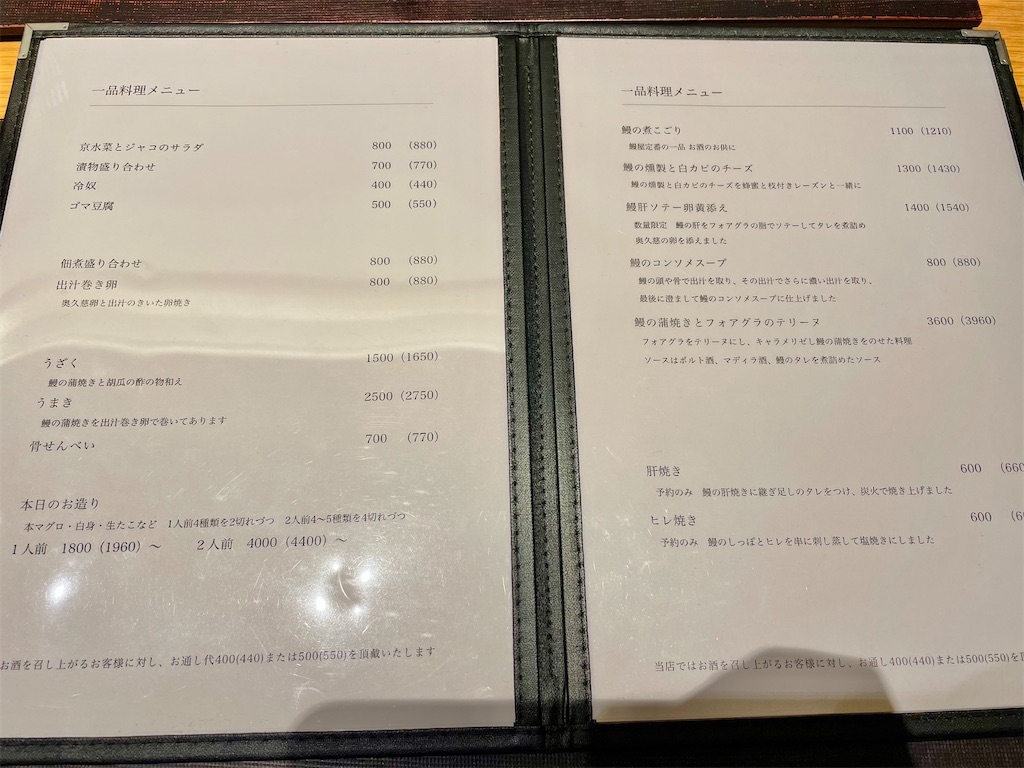 一品料理メニュー
京水菜とジャコのサラダ 800 (880)
漬物盛り合わせ 700 (770)
冷奴 400 (440)
ゴマ豆腐 500 (550)
佃煮盛り合わせ 800 (880)
出汁巻き卵 800 (880)
奥久慈卵と出汁のきいた卵焼き
うざく 1500 (1650)
鰻の蒲焼きと胡瓜の酢の物和え
うまき 2500 (2750)
鰻の蒲焼きを出汁巻き卵で巻いてあります
骨せんべい 700 (770)
本日のお造り
本マグロ・白身・生たこなど 1人前4種類を2切れづつ 2人前4〜5種類を4切れづつ
1人前 1800（1960）〜 2人前 4000（4400）〜
お酒を召し上がるお客様に対し、お通し代400(440)または500(550)を頂戴いたします
一品料理メニュー
鰻の煮こごり 1100 (1210)
鰻屋定番の一品 お酒のお供に
鰻の燻製と白カビのチーズ 1300 (1430)
鰻の燻製と白カビのチーズを蜂蜜と枝付きレーズンと一緒に
鰻肝ソテー卵黄添え 1400 (1540)
数量限定 鰻の肝をフォアグラの脂でソテーしてタレを煮詰め
奥久慈の卵を添えました
鰻のコンソメスープ 800 (880)
鰻の頭や骨で出汁を取り、その出汁でさらに濃い出汁を取り、
最後に澄まして鰻のコンソメスープに仕上げました
鰻の蒲焼きとフォアグラのテリーヌ 3600 (3960)
フォアグラをテリーヌにし、キャラメリゼし鰻の蒲焼きをのせた料理
ソースはポルト酒、マディラ酒、鰻のタレを煮詰めたソース
肝焼き 600 (660
予約のみ 鰻の肝焼きに継ぎ足しのタレをつけ、炭火で焼き上げました
ヒレ焼き 600
予約のみ 鰻のしっぽとヒレを串に刺し蒸して塩焼きにしました
当店ではお酒を召し上がるお客様に対し、お通し400(440)または500(550)を